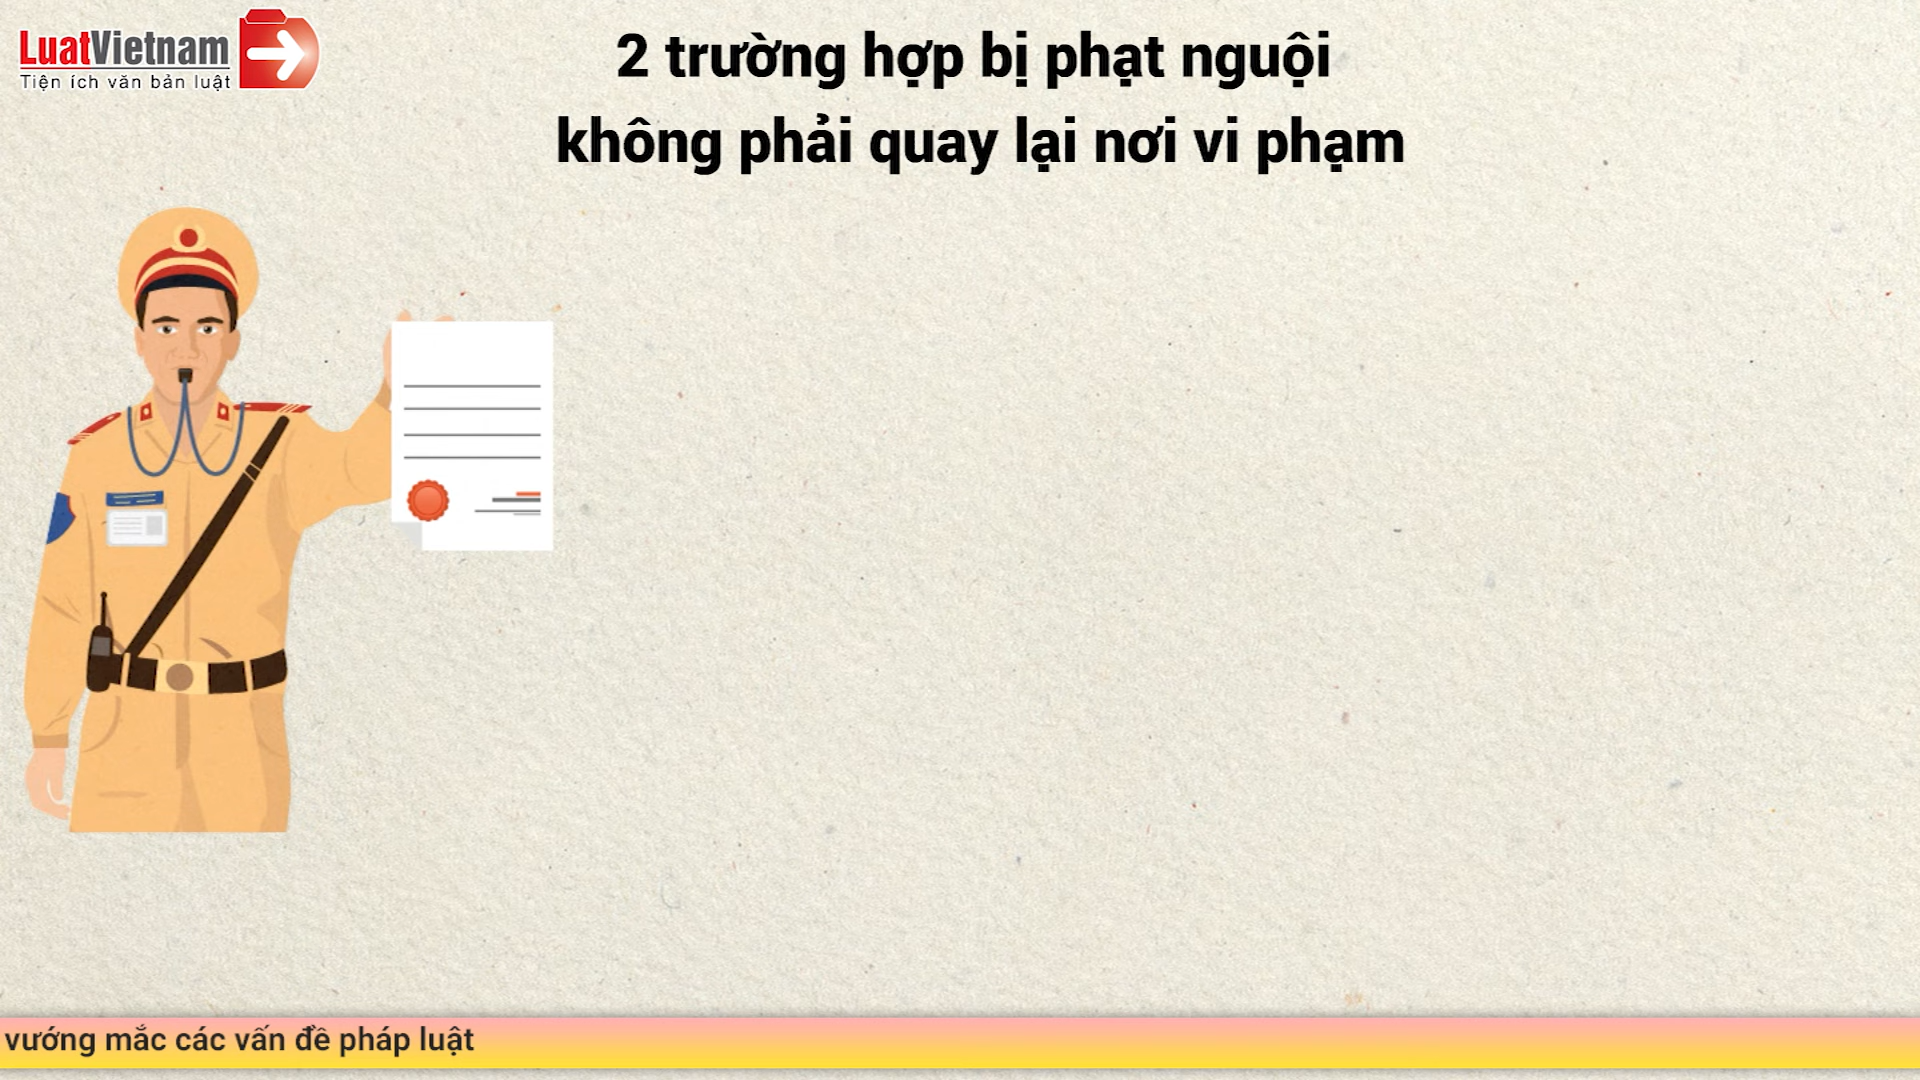 LuatVietnam
Tiện ích văn bản luật
2 trường hợp bị phạt nguội
không phải quay lại nơi vi phạm
vướng mắc các vấn đề pháp luật